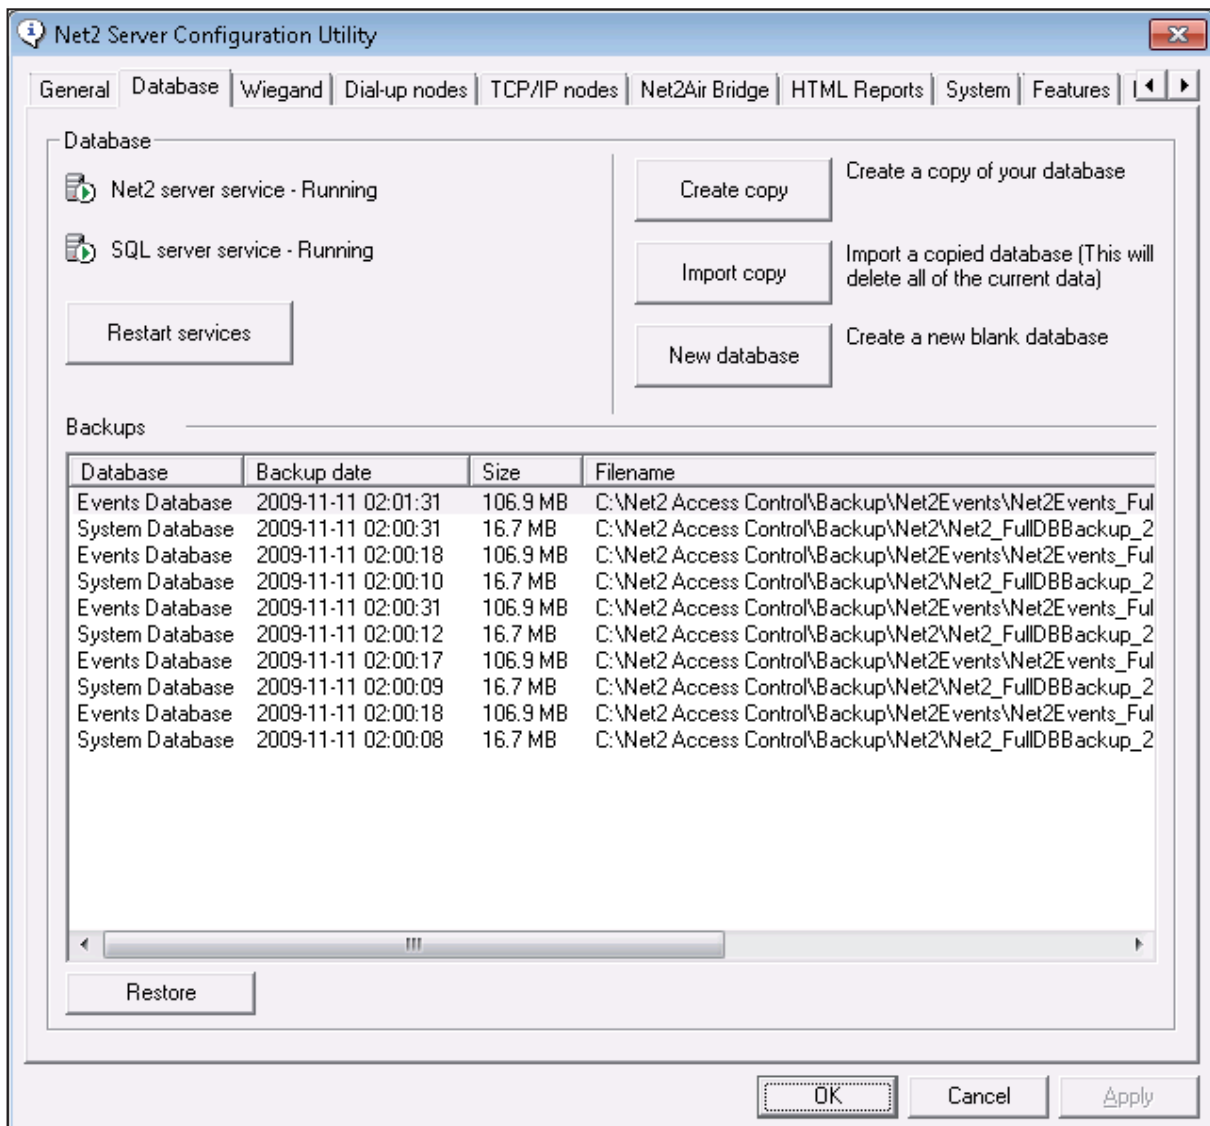 Net2 Server Configuration Utility
General Database Wiegand Dial-up nodes TCP/IP nodes Net2Air Bridge HTML Reports System Features
Database
Net2 server service - Running
SQL server service - Running
Restart services
Create copy
Create a copy of your database
Import copy
Import a copied database (This will
delete all of the current data)
New database
Create a new blank database
Backups
Database Backup date Size Filename
Events Database 2009-11-11 02:01:31 106.9 MB C:\Net2 Access Control\Backup\Net2Events\Net2Events_Ful
System Database 2009-11-11 02:00:31 16.7 MB C:\Net2 Access Control\Backup\Net2\Net2_FullDBBackup_2
Events Database 2009-11-11 02:00:18 106.9 MB C:\Net2 Access Control\Backup\Net2Events\Net2Events_Ful
System Database 2009-11-11 02:00:10 16.7 MB C:\Net2 Access Control\Backup\Net2\Net2_FullDBBackup_2
Events Database 2009-11-11 02:00:31 106.9 MB C:\Net2 Access Control\Backup\Net2Events\Net2Events_Ful
System Database 2009-11-11 02:00:12 16.7 MB C:\Net2 Access Control\Backup\Net2\Net2_FullDBBackup_2
Events Database 2009-11-11 02:00:17 106.9 MB C:\Net2 Access Control\Backup\Net2Events\Net2Events_Ful
System Database 2009-11-11 02:00:09 16.7 MB C:\Net2 Access Control\Backup\Net2\Net2_FullDBBackup_2
Events Database 2009-11-11 02:00:18 106.9 MB C:\Net2 Access Control\Backup\Net2Events\Net2Events_Ful
System Database 2009-11-11 02:00:08 16.7 MB C:\Net2 Access Control\Backup\Net2\Net2_FullDBBackup_2
Restore
OK Cancel Apply